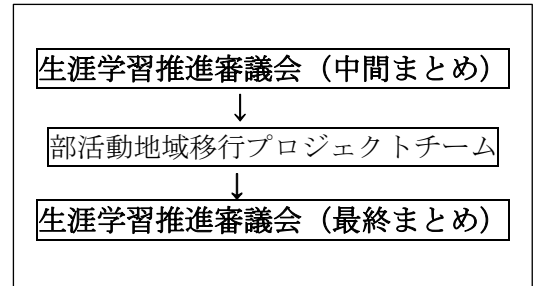 生涯学習推進審議会（中間まとめ）
↓
部活動地域移行プロジェクトチーム
↓
生涯学習推進審議会（最終まとめ）